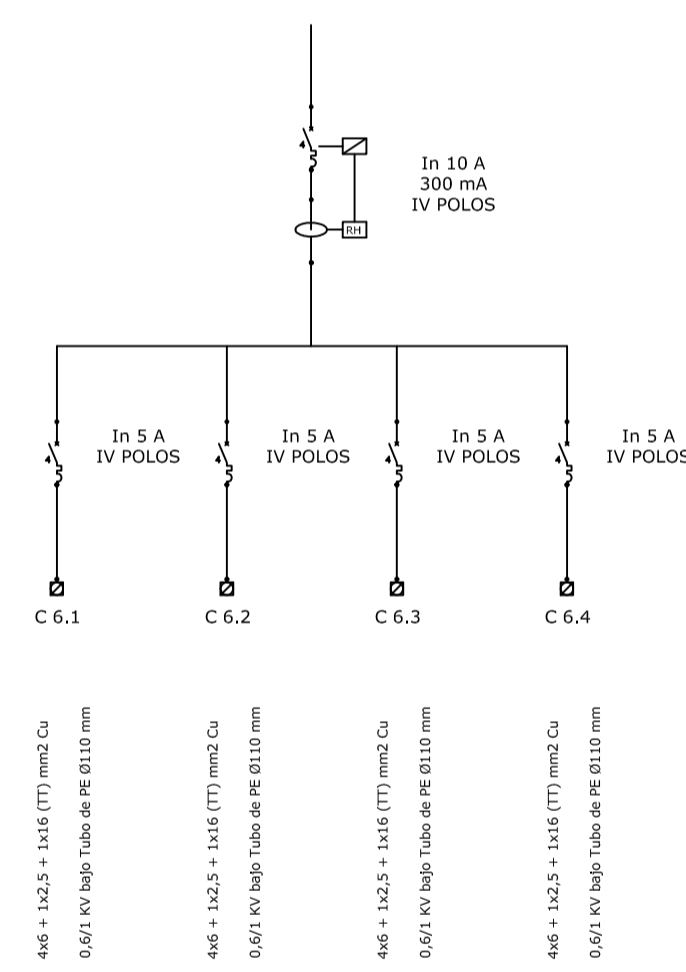 In 10 A
300 mA
IV POLOS
4
RH
In 5 A
IV POLOS
In 5 A
IV POLOS
In 5 A
IV POLOS
In 5 A
IV POLOS
4
4
4
4
C 6.1
C 6.2
C 6.3
C 6.4
4x6 + 1x2,5 + 1x16 (TT) mm2 Cu
0,6/1 KV bajo Tubo de PE Ø110 mm
4x6 + 1x2,5 + 1x16 (TT) mm2 Cu
0,6/1 KV bajo Tubo de PE Ø110 mm
4x6 + 1x2,5 + 1x16 (TT) mm2 Cu
0,6/1 KV bajo Tubo de PE Ø110 mm
4x6 + 1x2,5 + 1x16 (TT) mm2 Cu
0,6/1 KV bajo Tubo de PE Ø110 mm